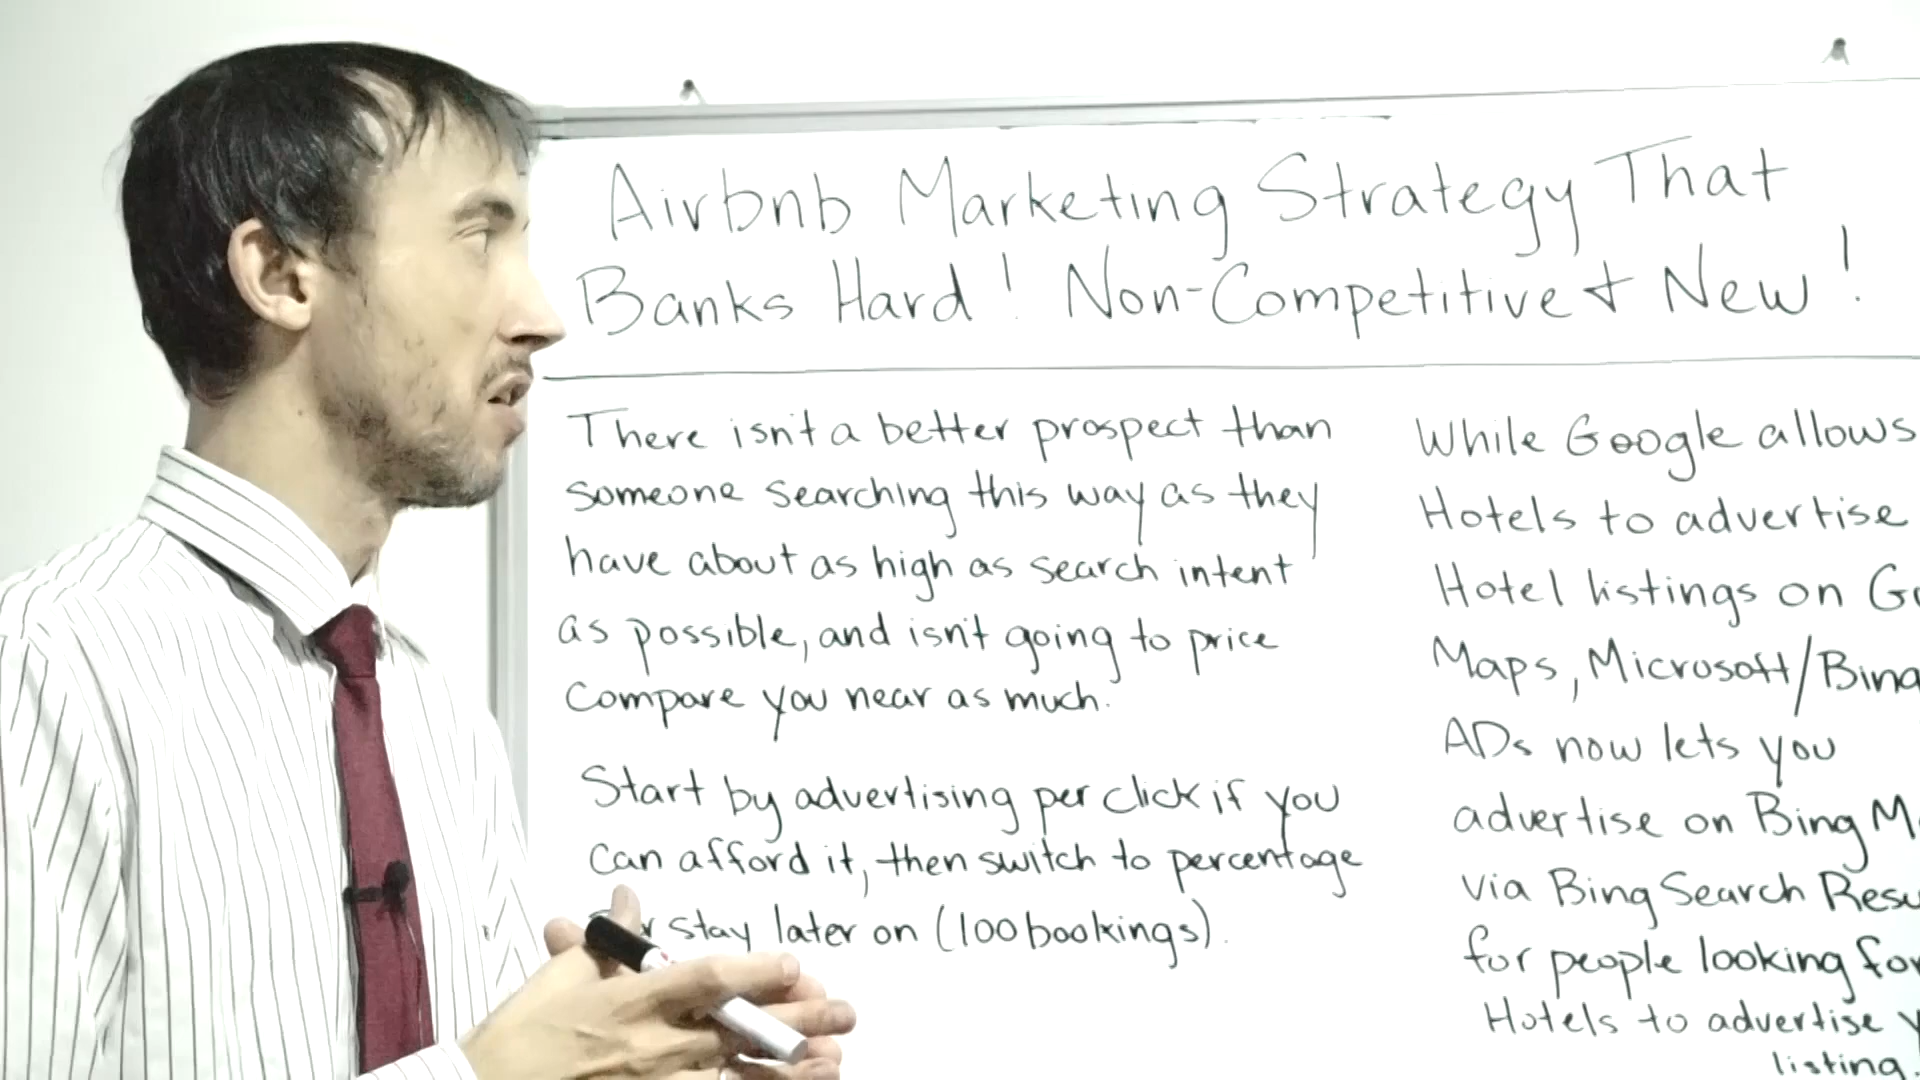 Airbnb Marketing Strategy That
Banks Hard! Non-Competitive & New!
There isn't a better prospect than
someone searching this way as they
have about as high as search intent
as possible, and isn't going to price
compare you near as much.
Start by advertising per click if you
can afford it, then switch to percentage
stay later on (100 bookings).
While Google allows
Hotels to advertise
Hotel listings on
Maps, Microsoft/Bing
ADs now lets you
advertise on Bing
via Bing Search
for people looking for
Hotels to advertise
listing.